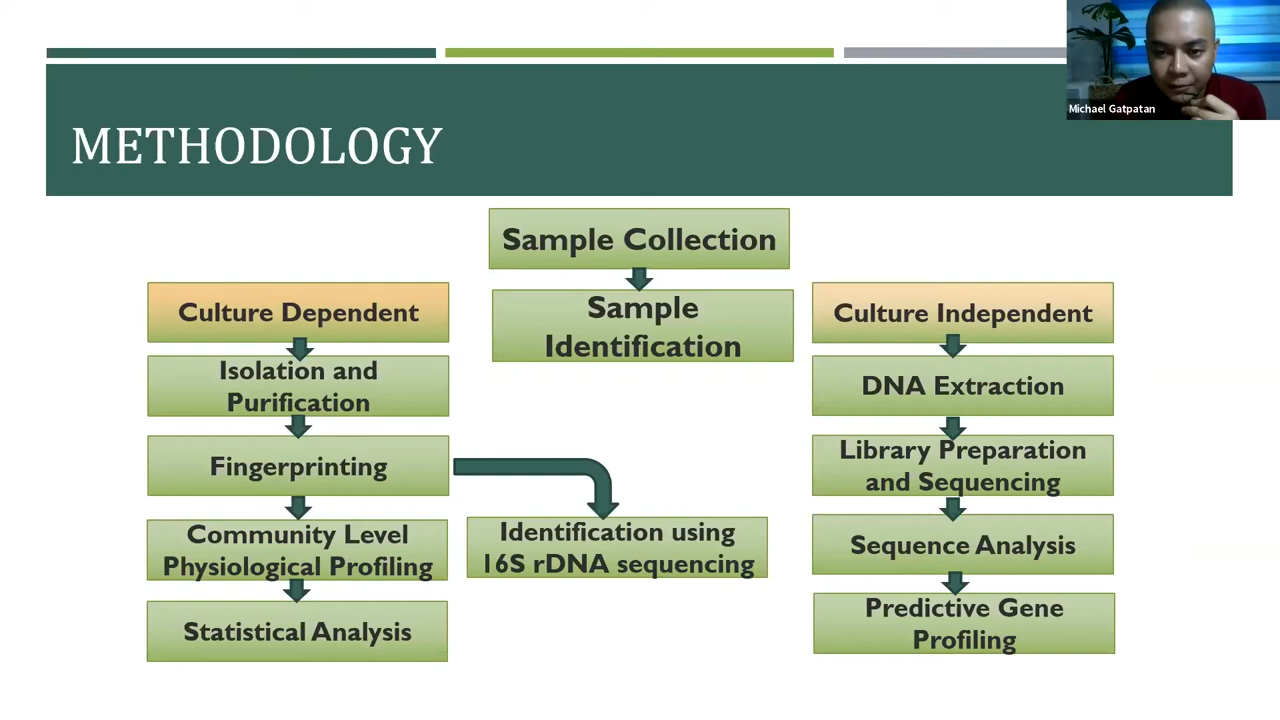 Michael Gatpatan
METHODOLOGY
Sample Collection
Sample
Identification
Culture Dependent
Isolation and
Purification
Fingerprinting
Community Level
Physiological Profiling
Statistical Analysis
Identification using
16S rDNA sequencing
Culture Independent
DNA Extraction
Library Preparation
and Sequencing
Sequence Analysis
Predictive Gene
Profiling